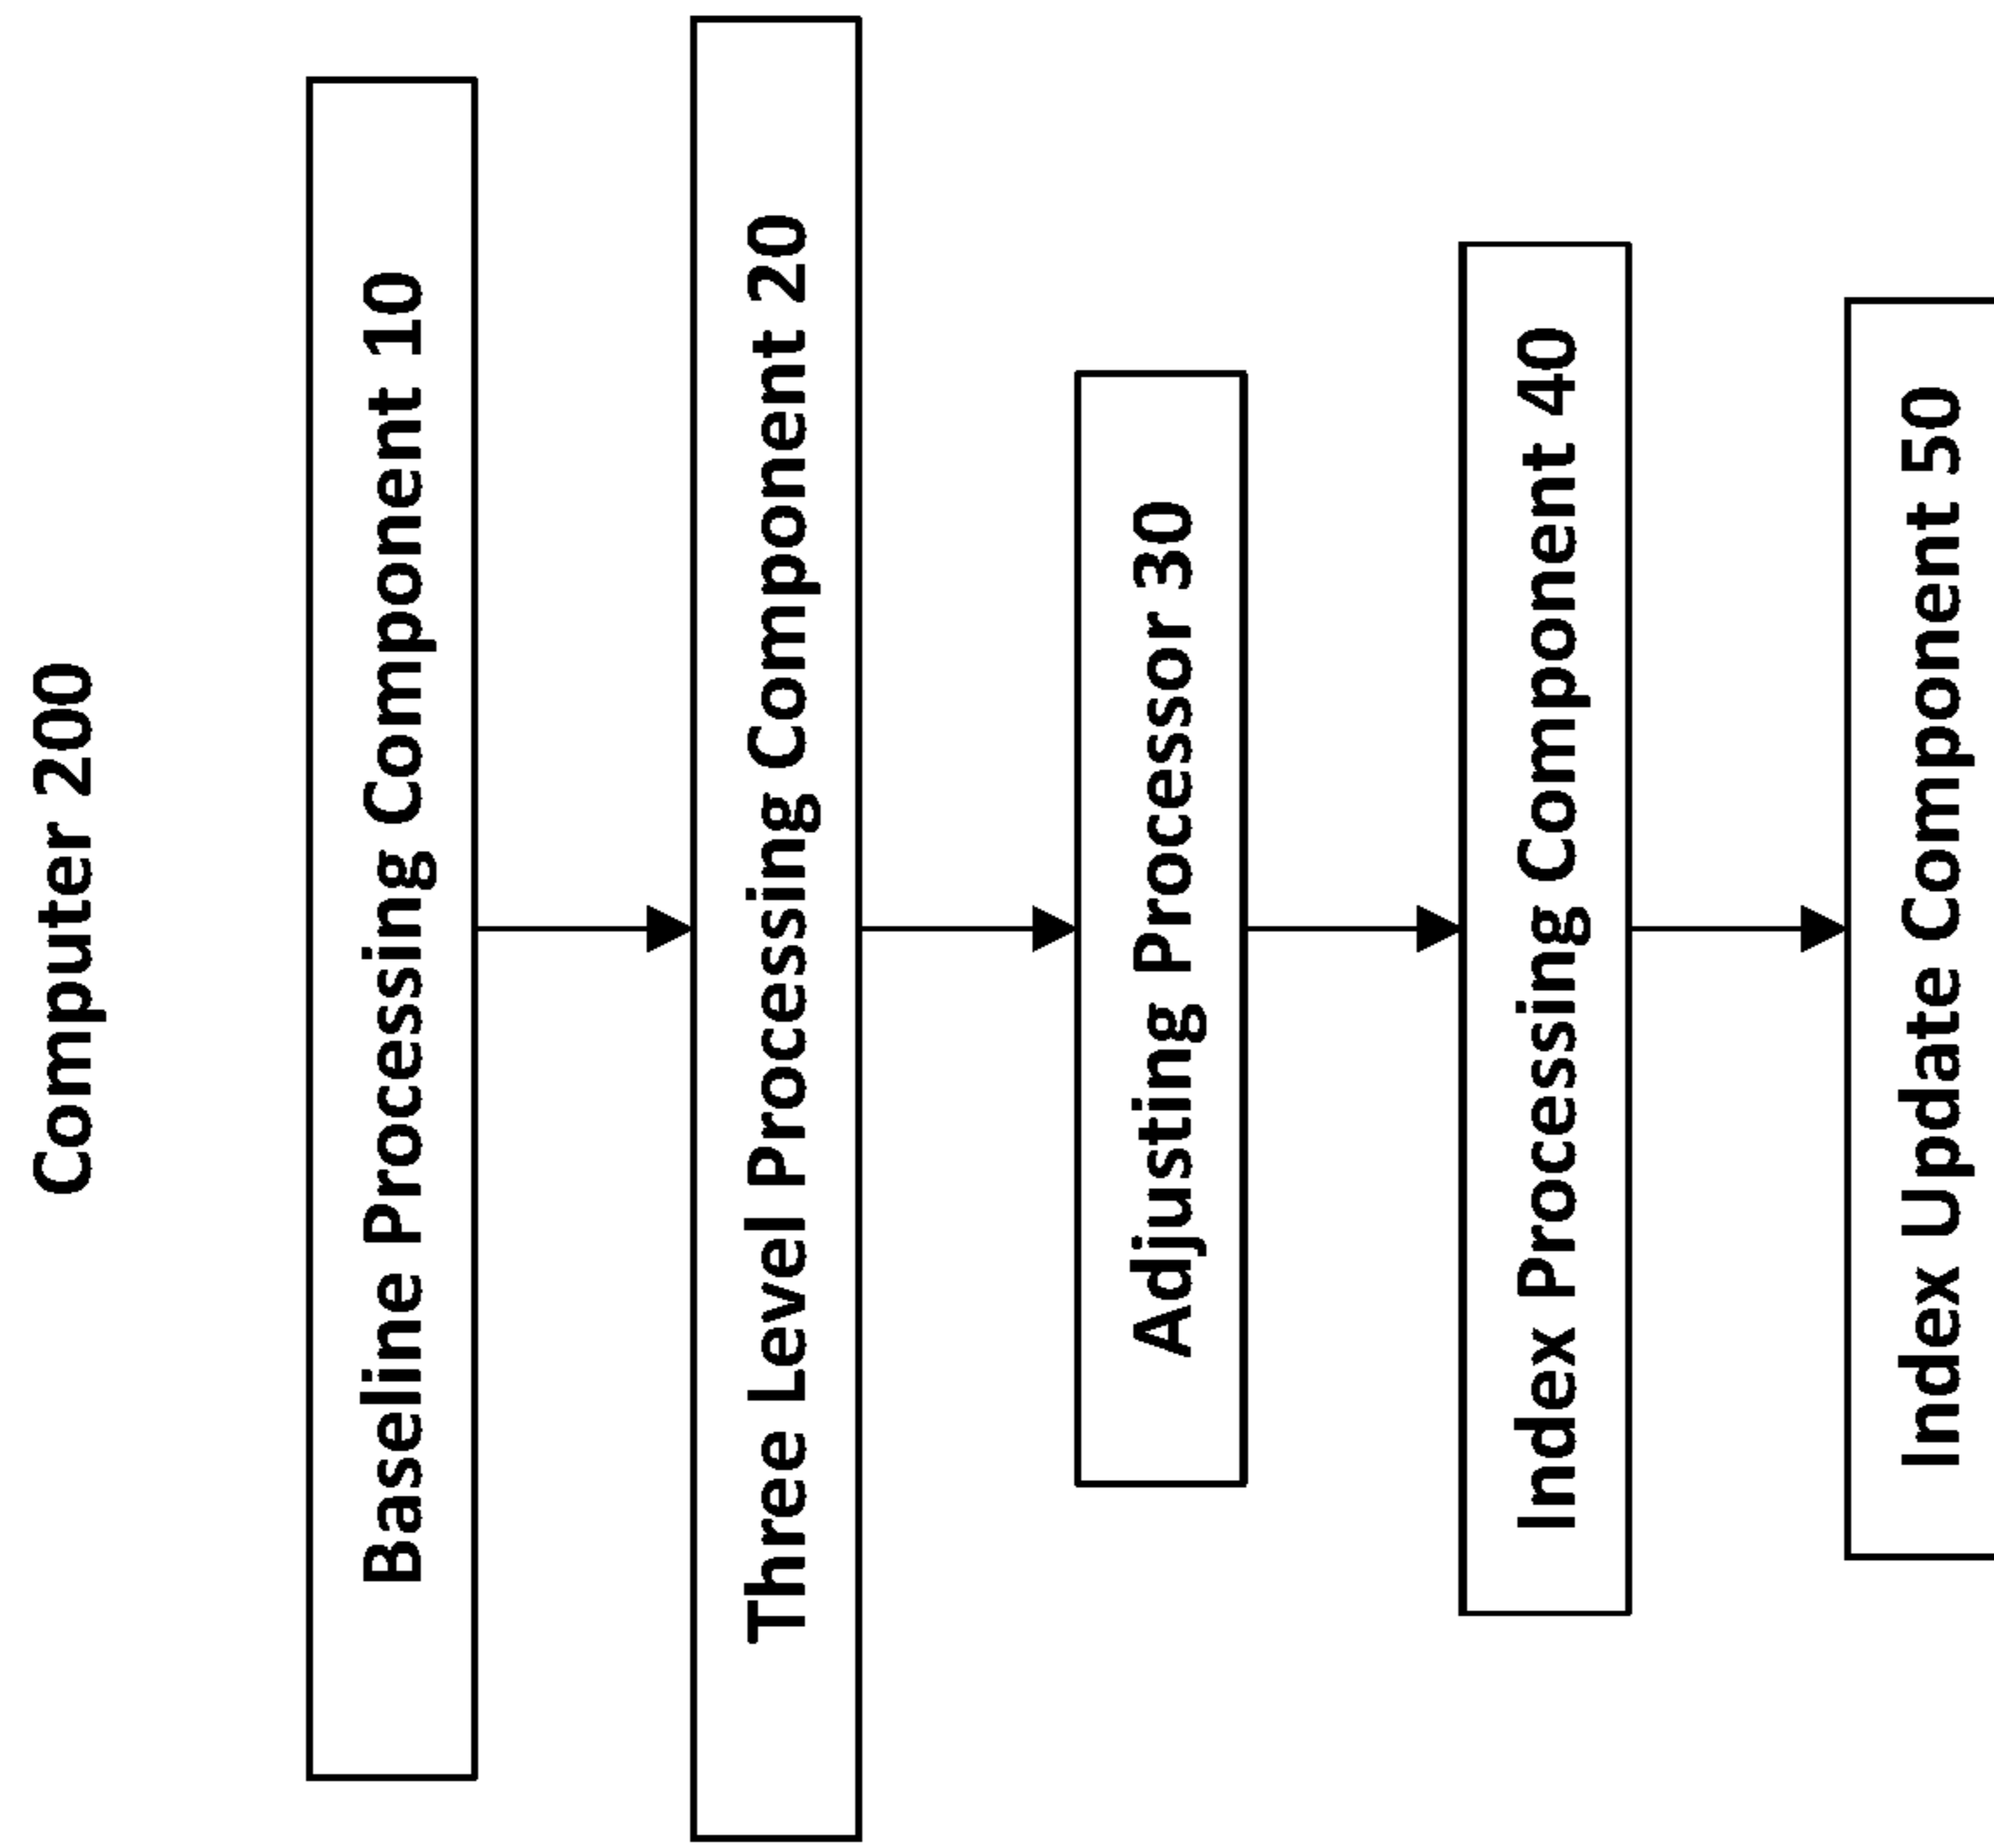 Computer 200
Baseline Processing Component 10
Three Level Processing Component 20
Adjusting Processor 30
Index Processing Component 40
Index Update Component 50